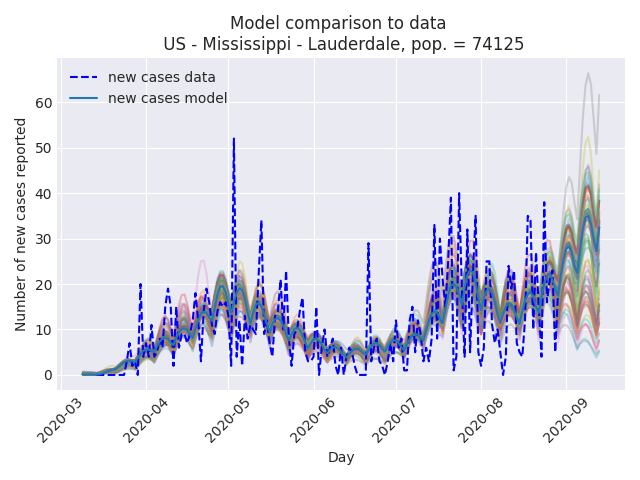 Model comparison to data
US - Mississippi - Lauderdale, pop. = 74125
new cases data
new cases model
Number of new cases reported
60
50
40
30
20
10
0
2020-03
2020-04
2020-05
2020-06
2020-07
2020-08
2020-09
Day